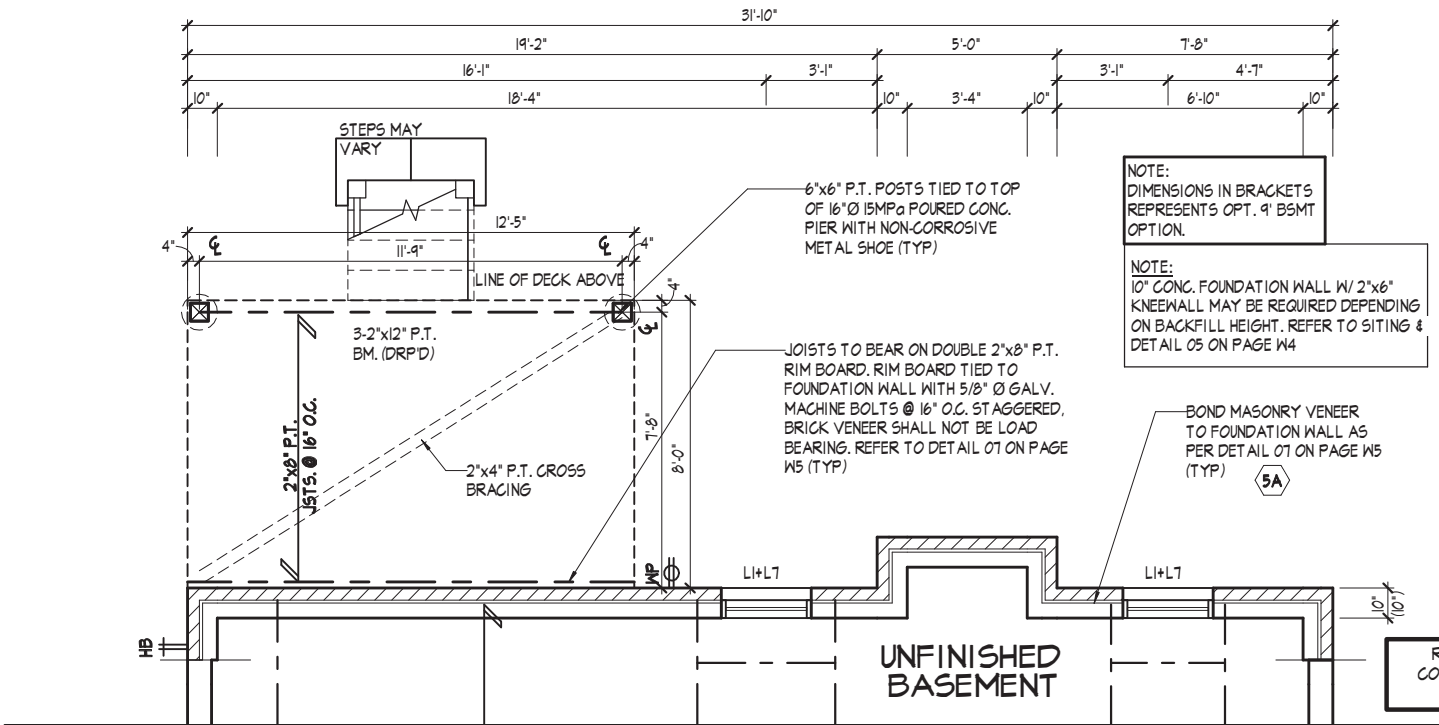 31'-10"
19'-2"
5'-0"
7'-8"
16'-1"
3'-1"
3'-1"
4'-7"
10"
18'-4"
10"
3'-4"
10"
6'-10"
10"
STEPS MAY
VARY
12'-5"
4"
11'-9"
4"
LINE OF DECK ABOVE
4"
3-2"x12" P.T.
BM. (DRP'D)
2"x8" P.T.
JSTS. @ 16" O.C.
2"x4" P.T. CROSS
BRACING
7'-8"
8'-0"
6"x6" P.T. POSTS TIED TO TOP
OF 16"Ø 15MPa POURED CONC.
PIER WITH NON-CORROSIVE
METAL SHOE (TYP)
NOTE:
DIMENSIONS IN BRACKETS
REPRESENTS OPT. 9' BSMT
OPTION.
NOTE:
10" CONC. FOUNDATION WALL W/ 2"x6"
KNEEWALL MAY BE REQUIRED DEPENDING
ON BACKFILL HEIGHT. REFER TO SITING &
DETAIL 05 ON PAGE W4
JOISTS TO BEAR ON DOUBLE 2"x8" P.T.
RIM BOARD. RIM BOARD TIED TO
FOUNDATION WALL WITH 5/8" Ø GALV.
MACHINE BOLTS @ 16" O.C. STAGGERED,
BRICK VENEER SHALL NOT BE LOAD
BEARING. REFER TO DETAIL 07 ON PAGE
W5 (TYP)
BOND MASONRY VENEER
TO FOUNDATION WALL AS
PER DETAIL 07 ON PAGE W5
(TYP)
5A
WP
L1+L7
L1+L7
10"
(10")
HB
UNFINISHED
BASEMENT